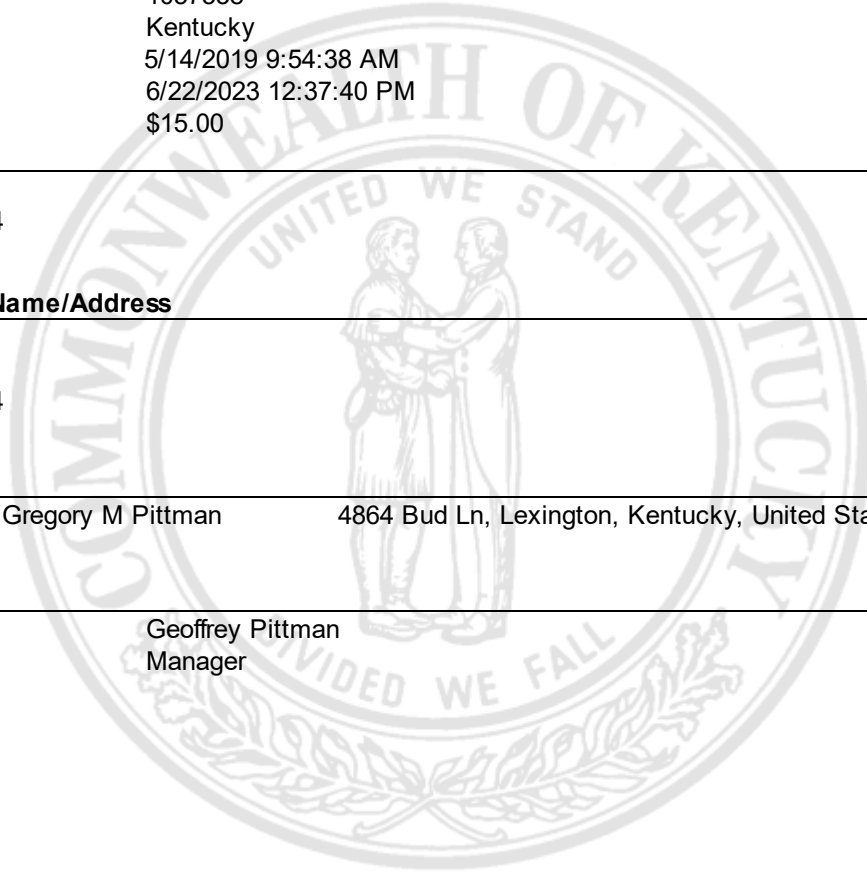 Kentucky
5/14/2019 9:54:38 AM
6/22/2023 12:37:40 PM
$15.00
4
Name/Address
4
Gregory M Pittman 4864 Bud Ln, Lexington, Kentucky, United Sta
Geoffrey Pittman
Manager
COMMONWEALTH OF KENTUCKY
UNITED WE STAND
DIVIDED WE FALL